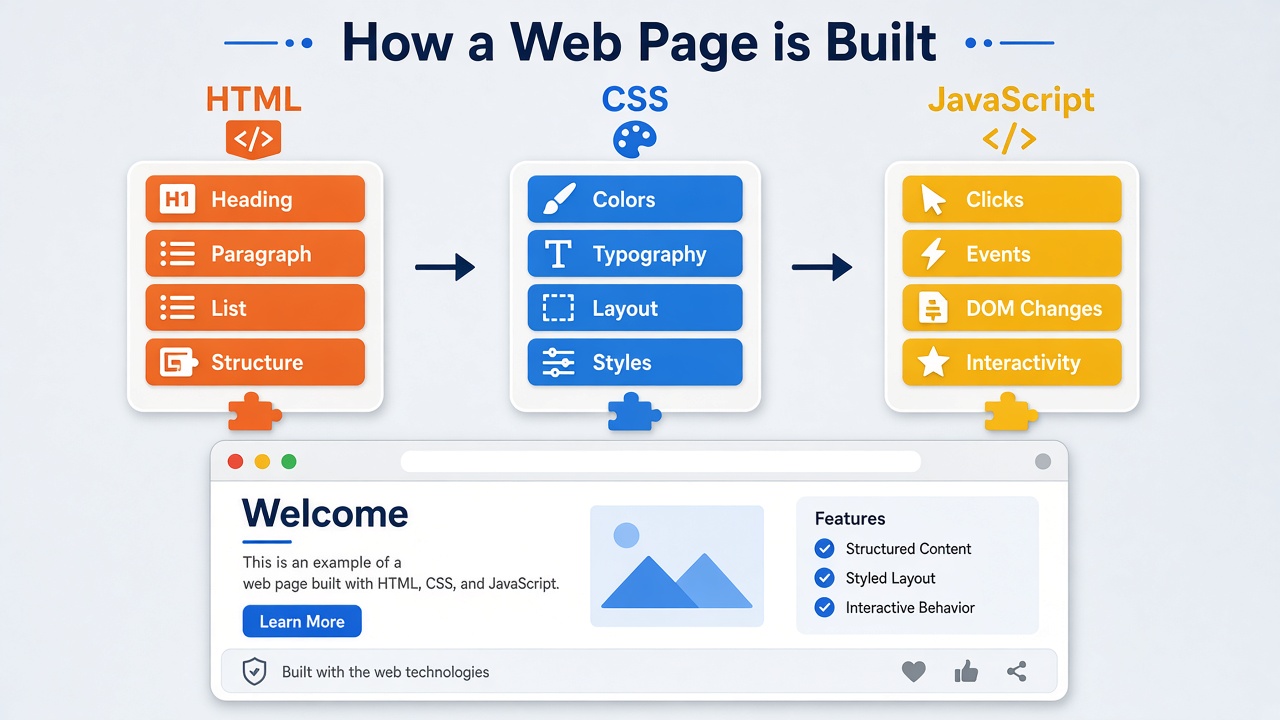 How a Web Page is Built
HTML
</>
H1 Heading
Paragraph
List
Structure
CSS
Colors
T Typography
Layout
Styles
JavaScript
</>
Clicks
Events
DOM Changes
Interactivity
Welcome
This is an example of a
web page built with HTML, CSS, and JavaScript.
Learn More
Features
Structured Content
Styled Layout
Interactive Behavior
Built with the web technologies